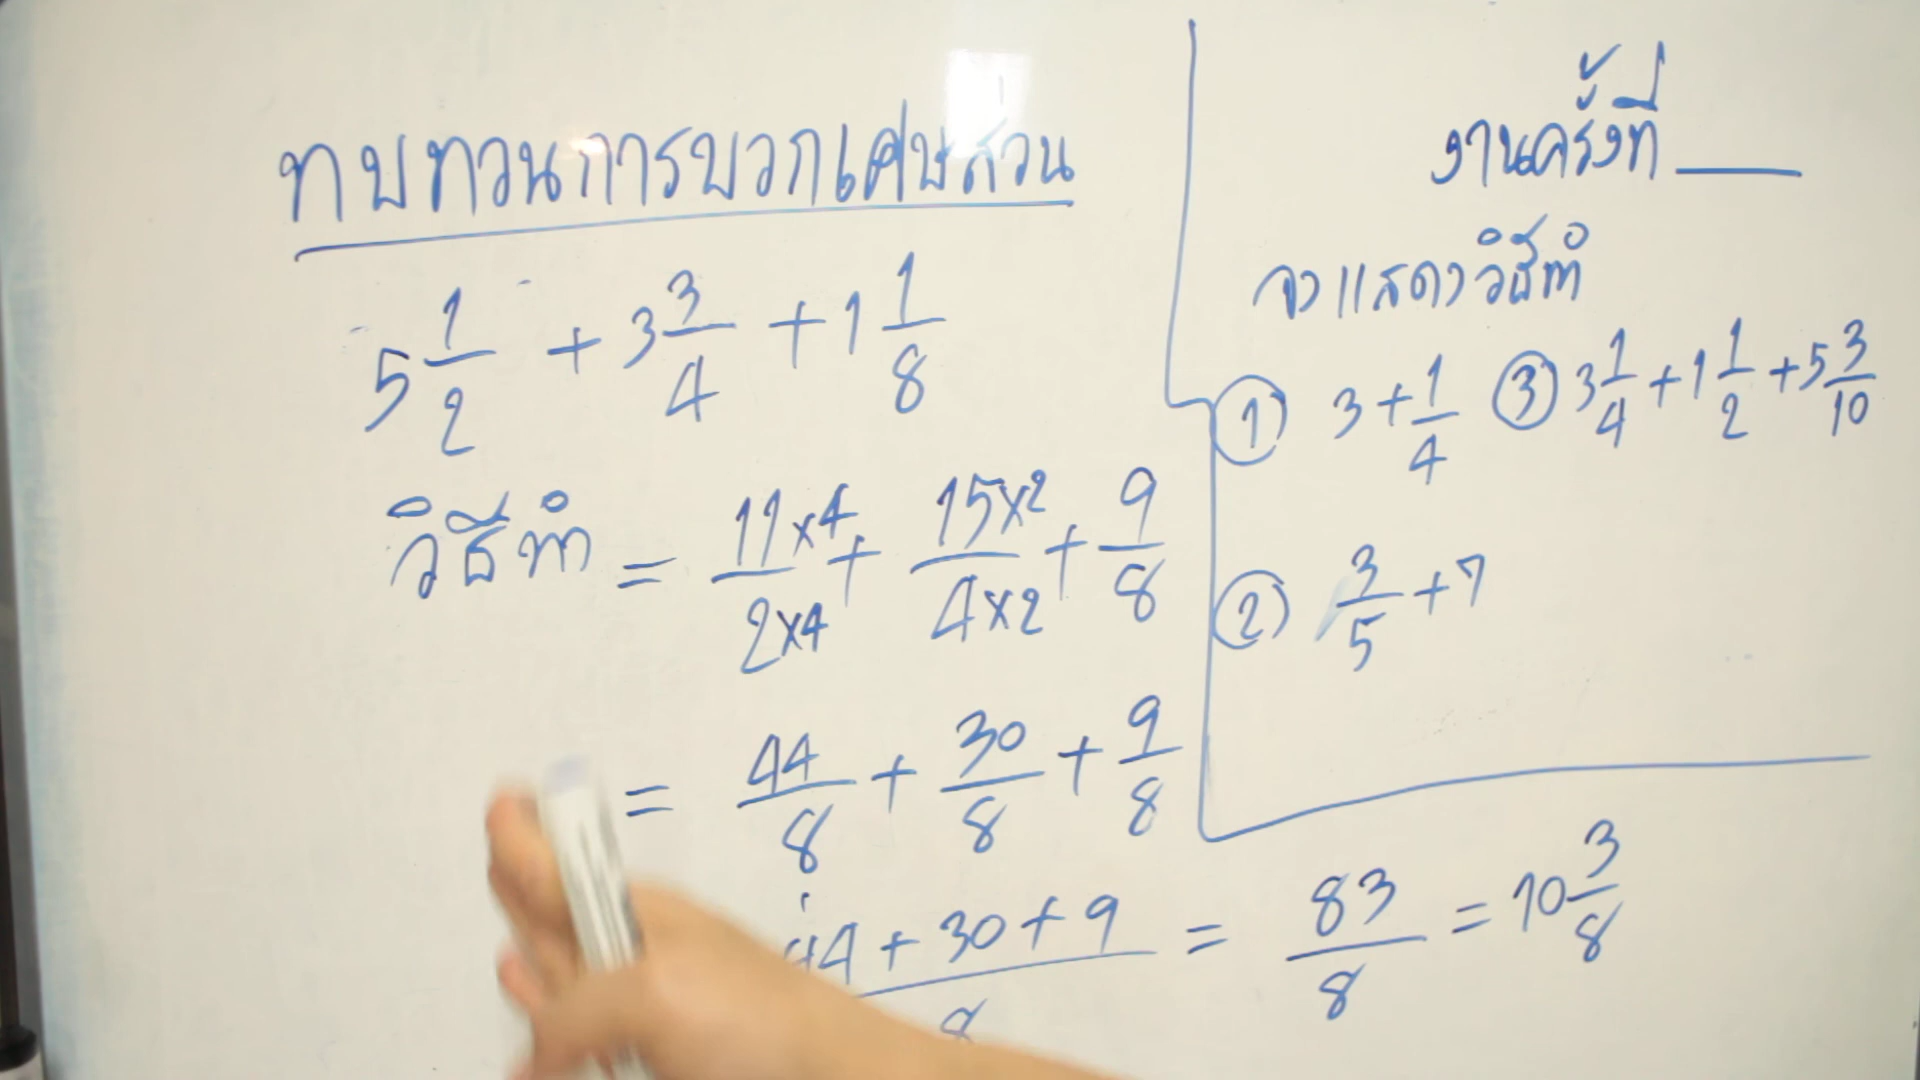 ทบทวนการบวกเศษส่วน
5 1/2 + 3 3/4 + 1 1/8
วิธีทำ = 11×4/2×4 + 15×2/4×2 + 9/8
= 44/8 + 30/8 + 9/8
44 + 30 + 9/8 = 83/8 = 10 3/8
งานครั้งที่ ____
จงแสดงวิธีทำ
① 3 + 1/4 ③ 3 1/4 + 1 1/2 + 5 3/10
② 3/5 + 7